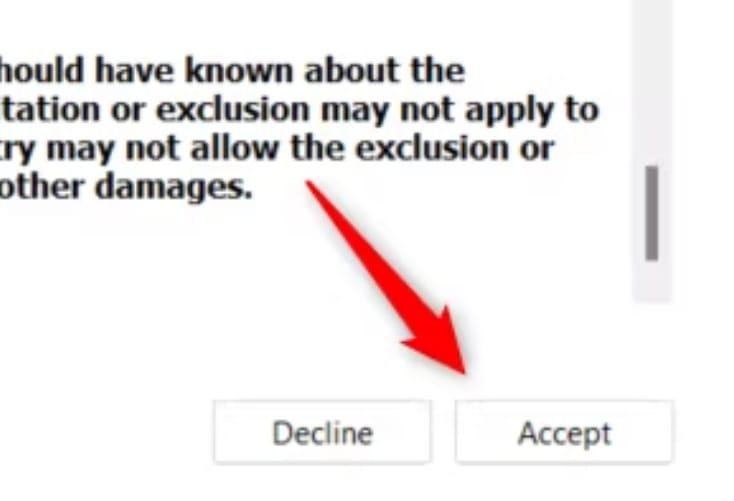 hould have known about the
tation or exclusion may not apply to
try may not allow the exclusion or
other damages.
Decline Accept